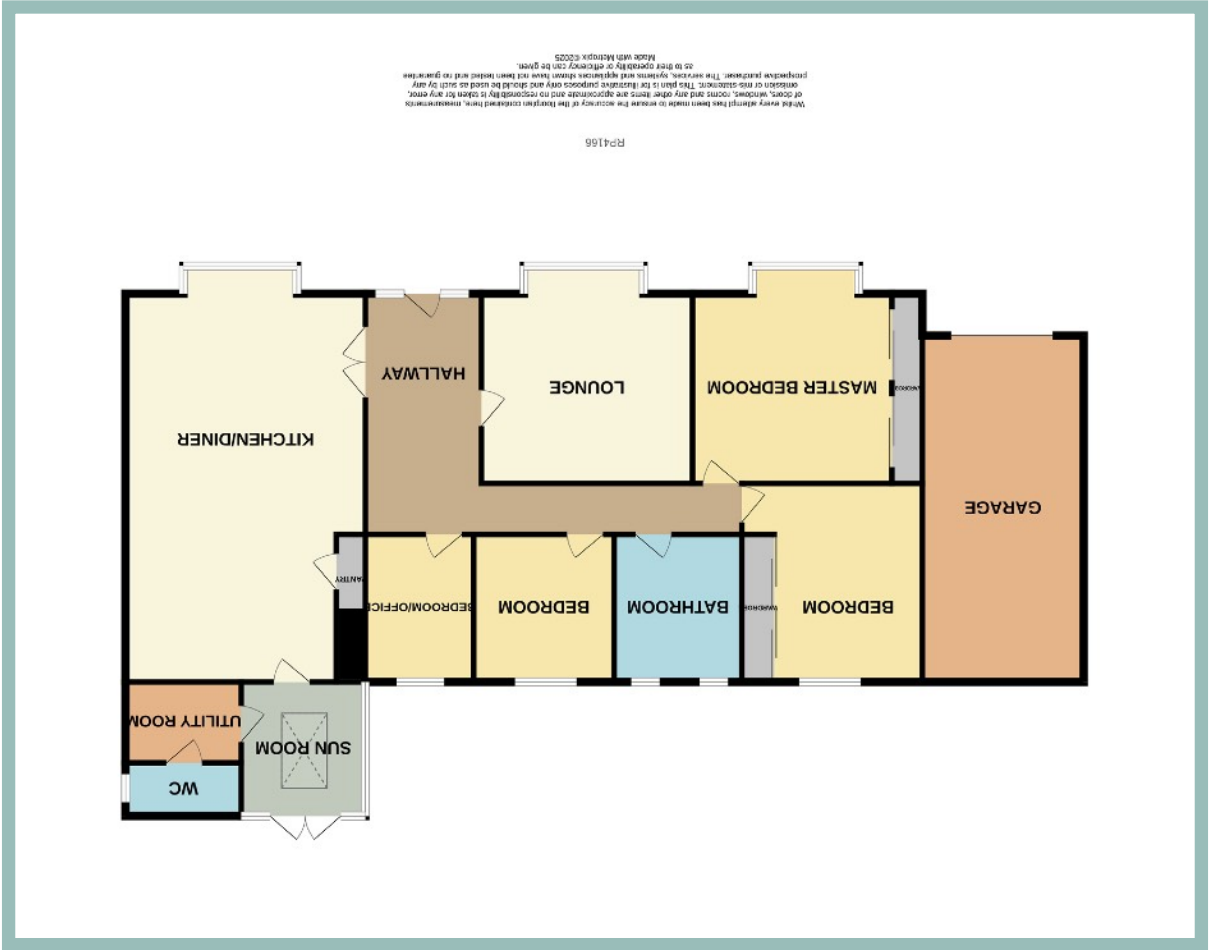 WC
SUN ROOM
UTILITY ROOM
BEDROOM
BATHROOM
BEDROOM
BEDROOM/OFFICE
ANTRY
GARAGE
KITCHEN/DINER
MASTER BEDROOM
LOUNGE
HALLWAY
RP4166
Whilst every attempt has been made to ensure the accuracy of the floorplan contained here, measurements
of doors, windows, rooms and any other items are approximate and no responsibility is taken for any error,
omission or mis-statement. This plan is for illustrative purposes only and should be used as such by any
prospective purchaser. The services, systems and appliances shown have not been tested and no guarantee
as to their operability or efficiency can be given.
Made with Metropix ©2025